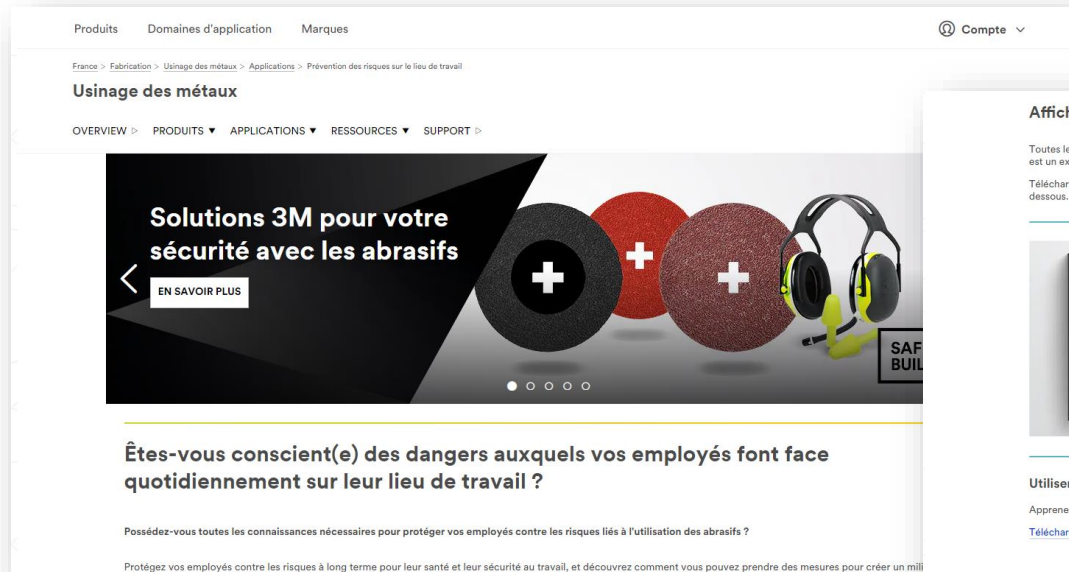 Produits Domaines d'application Marques Compte
France > Fabrication > Usinage des métaux > Applications > Prévention des risques sur le lieu de travail
Usinage des métaux
OVERVIEW PRODUITS APPLICATIONS RESSOURCES SUPPORT
Solutions 3M pour votre
sécurité avec les abrasifs
EN SAVOIR PLUS
SAF
BUIL
Êtes-vous conscient(e) des dangers auxquels vos employés font face
quotidiennement sur leur lieu de travail ?
Possédez-vous toutes les connaissances nécessaires pour protéger vos employés contre les risques liés à l'utilisation des abrasifs ?
Protégez vos employés contre les risques à long terme pour leur santé et leur sécurité au travail, et découvrez comment vous pouvez prendre des mesures pour créer un mili
Affich
Toutes le
est un ex
Téléchar
dessous.
Utiliser
Apprene
Téléchar